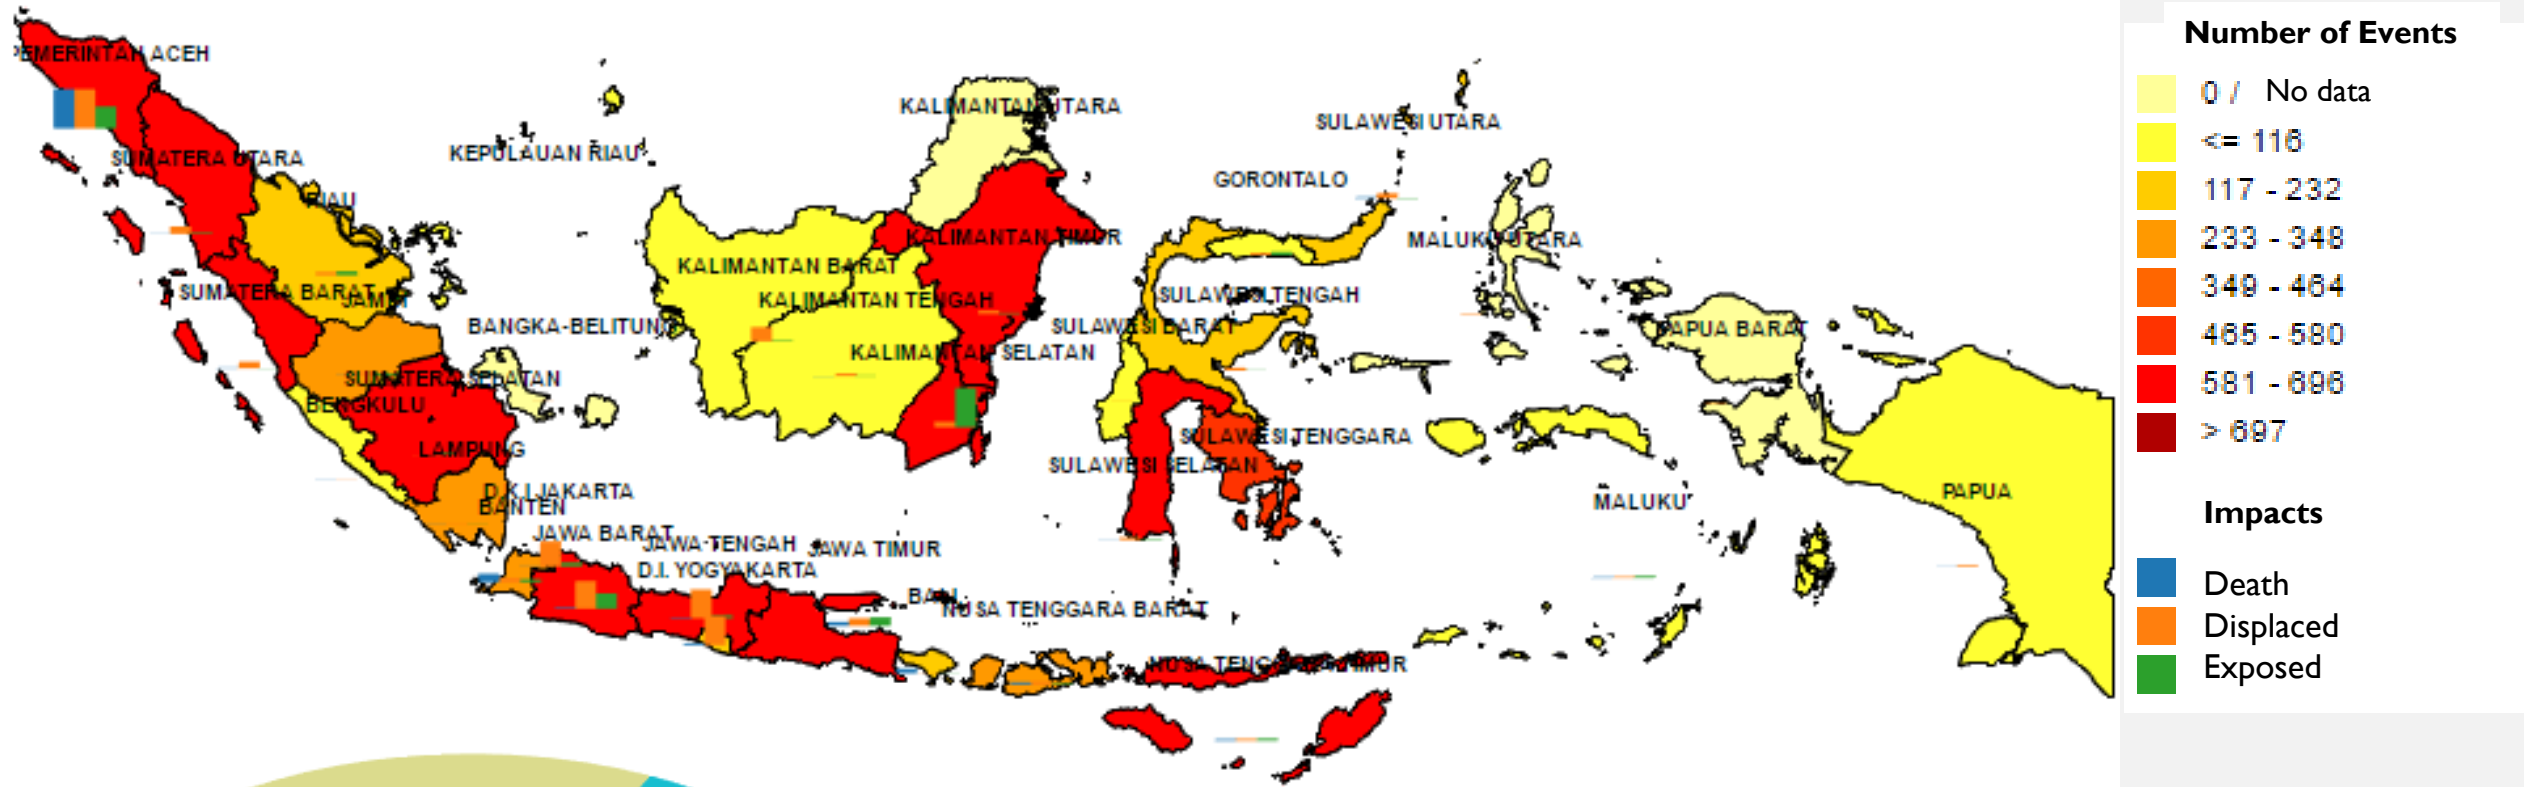 PEMERINTAH ACEH
SUMATERA UTARA
RIAU
KEPULAUAN RIAU
SUMATERA BARAT
JAMBI
BANGKA-BELITUNG
SUMATERA SELATAN
BENGKULU
LAMPUNG
D.K.I.JAKARTA
BANTEN
JAWA BARAT
JAWA-TENGAH
JAWA TIMUR
D.I. YOGYAKARTA
BALI
NUSA TENGGARA BARAT
NUSA TENGGARA TIMUR
KALIMANTAN UTARA
KALIMANTAN TIMUR
KALIMANTAN BARAT
KALIMANTAN TENGAH
KALIMANTAN SELATAN
SULAWESI UTARA
GORONTALO
SULAWESI TENGAH
SULAWESI BARAT
SULAWESI TENGGARA
SULAWESI SELATAN
MALUKU UTARA
PAPUA BARAT
MALUKU
PAPUA
Number of Events
0 / No data
<= 116
117 - 232
233 - 348
349 - 464
465 - 580
581 - 696
> 697
Impacts
Death
Displaced
Exposed